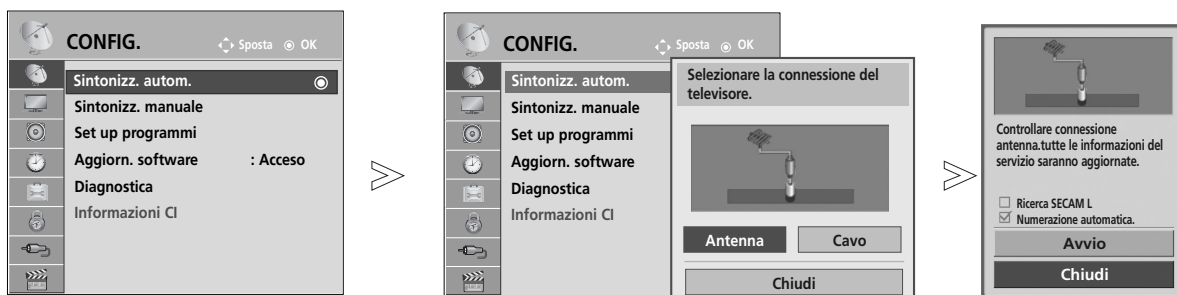 CONFIG.
Sposta OK
Sintonizz. autom.
Sintonizz. manuale
Set up programmi
Aggiorn. software : Acceso
Diagnostica
Informazioni CI
CONFIG.
Sposta OK
Sintonizz. autom.
Sintonizz. manuale
Set up programmi
Aggiorn. software
Diagnostica
Informazioni CI
Selezionare la connessione del
televisore.
Antenna Cavo
Chiudi
Controllare connessione
antenna.tutte le informazioni del
servizio saranno aggiornate.
Ricerca SECAM L
Numerazione automatica.
Avvio
Chiudi